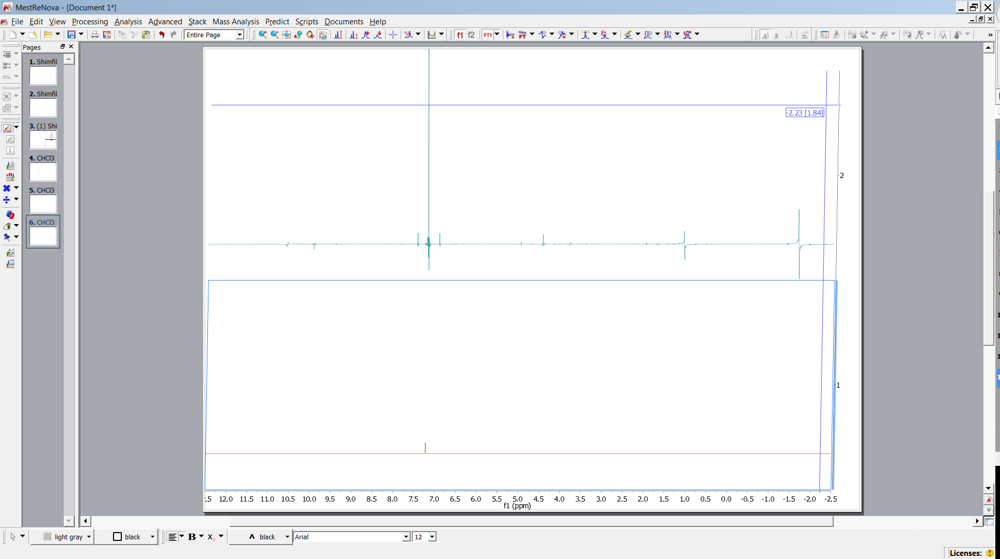 MestReNova - [Document 1*]
File Edit View Processing Analysis Advanced Stack Mass Analysis Predict Scripts Documents Help
Entire Page f1 f2 FT1
Pages
1. Shimfil
2. Shimfil
3. (1) Shi
4. CHCl3
5. CHCl3
6. CHCl3
-2.23 [1.84]
2
1
.5 12.0 11.5 11.0 10.5 10.0 9.5 9.0 8.5 8.0 7.5 7.0 6.5 6.0 5.5 5.0 4.5 4.0 3.5 3.0 2.5 2.0 1.5 1.0 0.5 0.0 -0.5 -1.0 -1.5 -2.0 -2.5
f1 (ppm)
light gray black B X₂ A black Arial 12
Licenses: